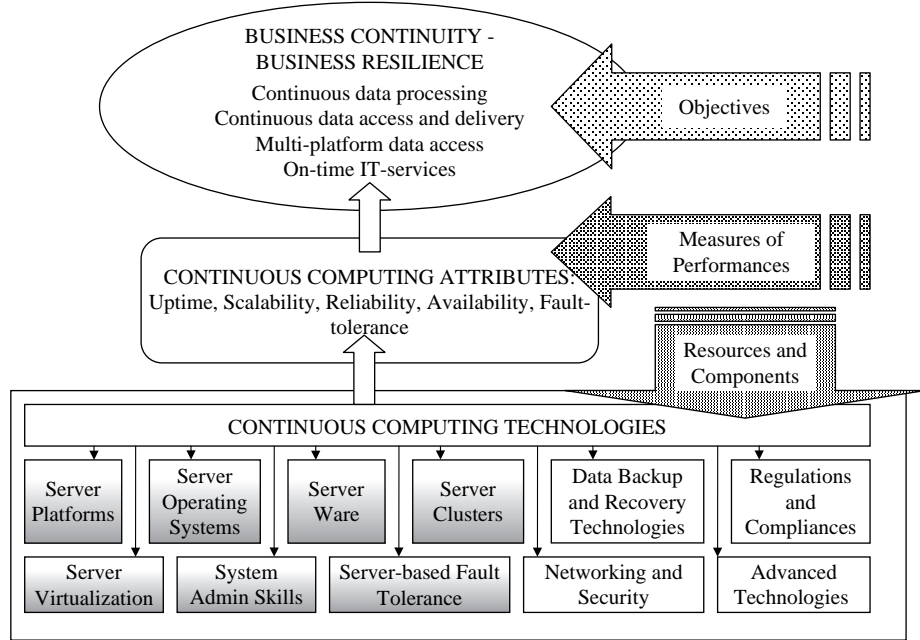 BUSINESS CONTINUITY -
BUSINESS RESILIENCE
Continuous data processing
Continuous data access and delivery
Multi-platform data access
On-time IT-services
Objectives
CONTINUOUS COMPUTING ATTRIBUTES:
Uptime, Scalability, Reliability, Availability, Fault-
tolerance
Measures of
Performances
Resources and
Components
CONTINUOUS COMPUTING TECHNOLOGIES
Server
Platforms
Server
Operating
Systems
Server
Ware
Server
Clusters
Data Backup
and Recovery
Technologies
Regulations
and
Compliances
Server
Virtualization
System
Admin Skills
Server-based Fault
Tolerance
Networking and
Security
Advanced
Technologies